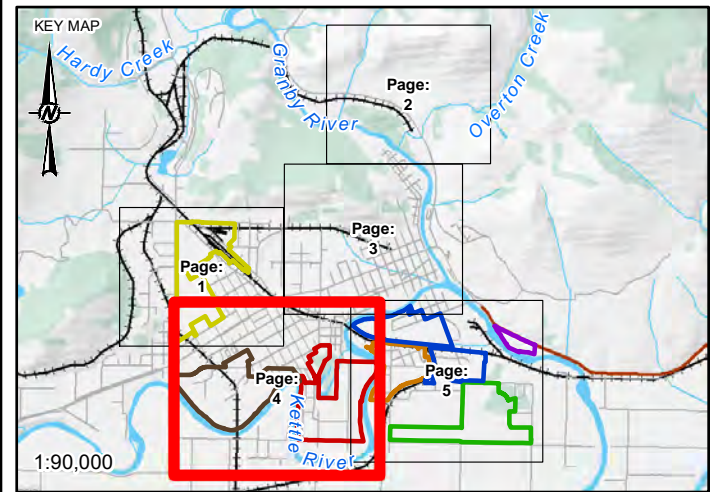 KEY MAP
Hardy Creek
N
Granby River
Overton Creek
Page:
2
Page:
3
Page:
1
Page:
4
Page:
5
Kettle
River
1:90,000